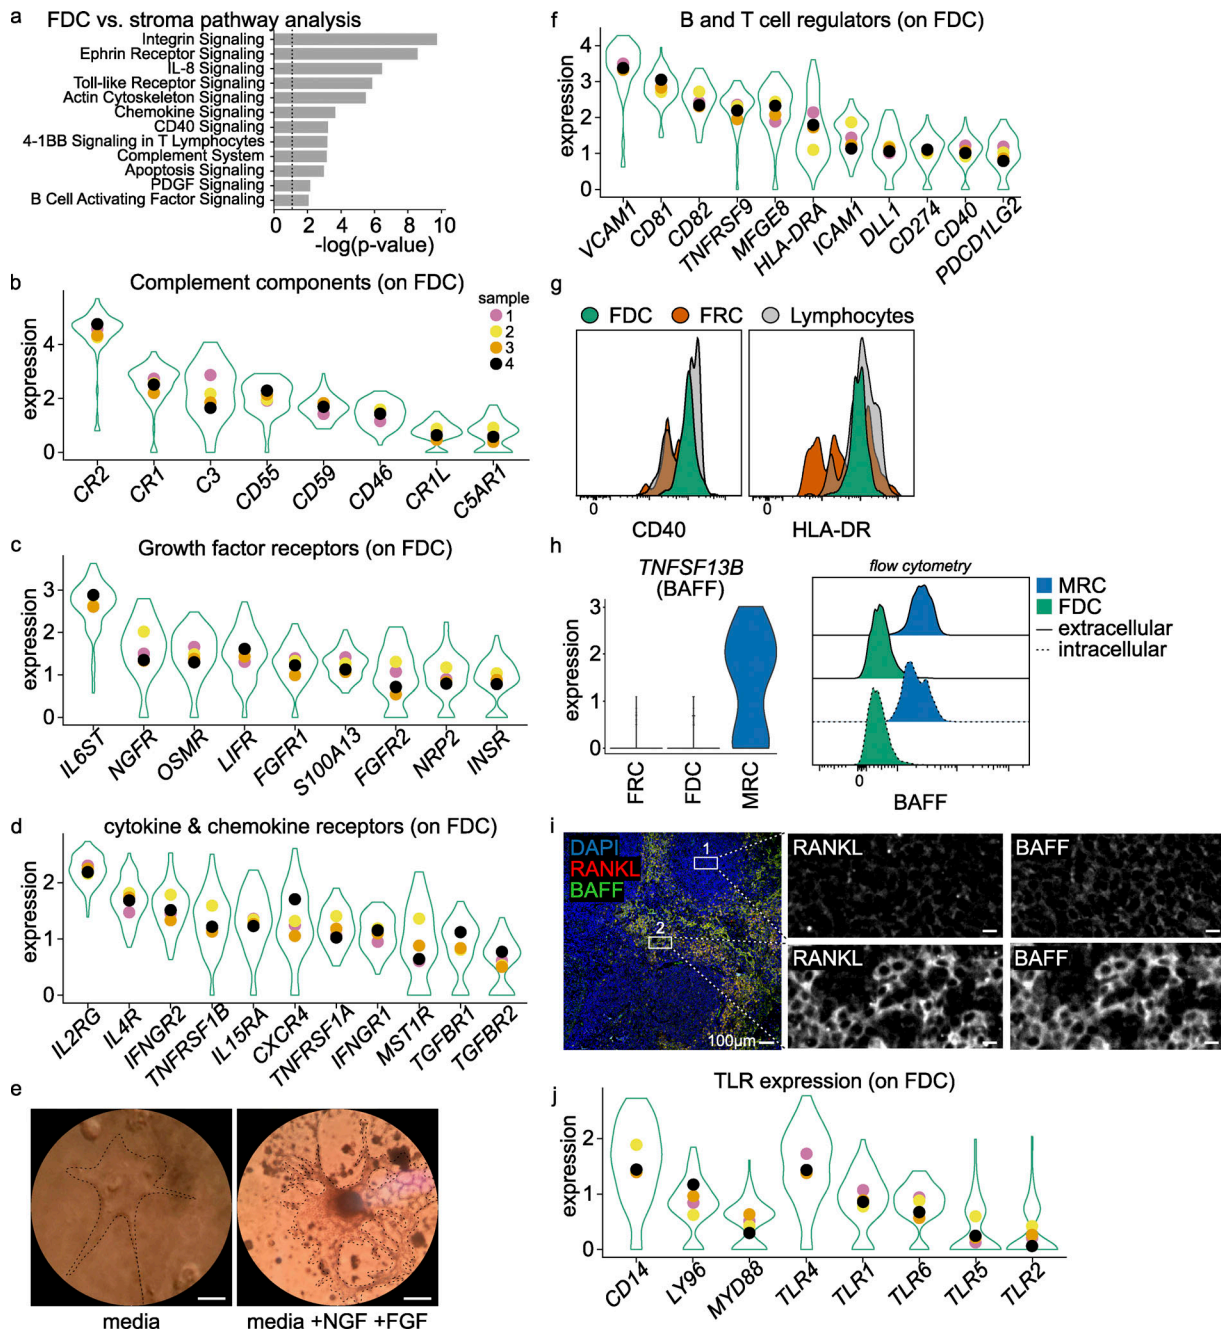 a
FDC vs. stroma pathway analysis
Integrin Signaling
Ephrin Receptor Signaling
IL-8 Signaling
Toll-like Receptor Signaling
Actin Cytoskeleton Signaling
Chemokine Signaling
CD40 Signaling
4-1BB Signaling in T Lymphocytes
Complement System
Apoptosis Signaling
PDGF Signaling
B Cell Activating Factor Signaling
0 2 4 6 8 10
-log(p-value)
b
Complement components (on FDC)
sample
1
2
3
4
expression
4
2
0
CR2 CR1 C3 CD55 CD59 CD46 CR1L C5AR1
c
Growth factor receptors (on FDC)
expression
3
2
1
0
IL6ST NGFR OSMR LIFR FGFR1 S100A13 FGFR2 NRP2 INSR
d
cytokine & chemokine receptors (on FDC)
expression
2
1
0
IL2RG IL4R IFNGR2 TNFRSF1B IL15RA CXCR4 TNFRSF1A IFNGR1 MST1R TGFBR1 TGFBR2
e
media
media +NGF +FGF
f
B and T cell regulators (on FDC)
expression
4
3
2
1
0
VCAM1 CD81 CD82 TNFRSF9 MFGE8 HLA-DRA ICAM1 DLL1 CD274 CD40 PDCD1LG2
g
FDC FRC Lymphocytes
0
0
CD40
HLA-DR
h
TNFSF13B
(BAFF)
expression
3
2
1
0
FRC FDC MRC
flow cytometry
MRC
FDC
extracellular
intracellular
0
BAFF
i
DAPI
RANKL
BAFF
1
2
100µm
RANKL
BAFF
RANKL
BAFF
j
TLR expression (on FDC)
expression
2
1
0
CD14 LY96 MYD88 TLR4 TLR1 TLR6 TLR5 TLR2